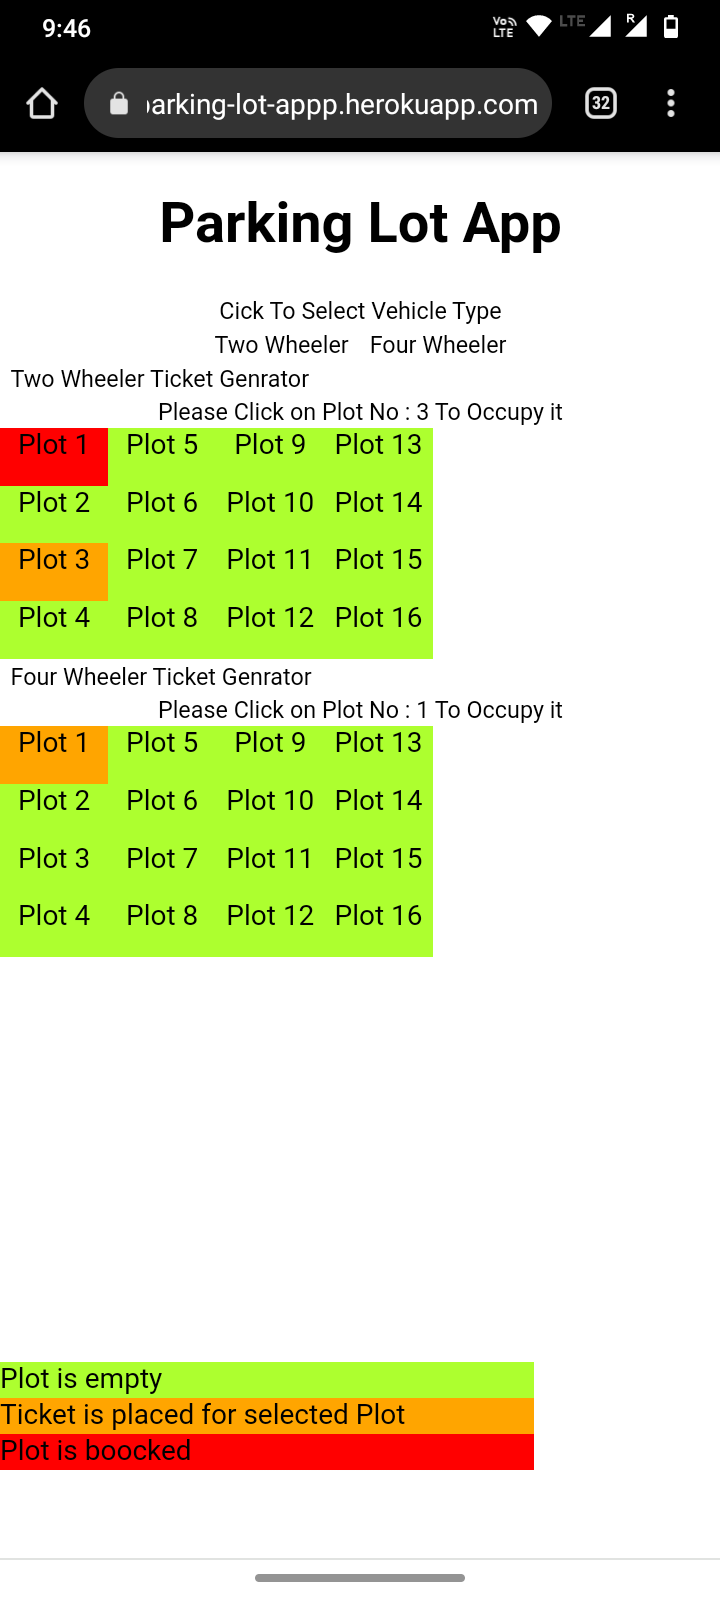 9:46
Vo LTE LTE R
parking-lot-appp.herokuapp.com 32
Parking Lot App
Cick To Select Vehicle Type
Two Wheeler Four Wheeler
Two Wheeler Ticket Genrator
Please Click on Plot No : 3 To Occupy it
Plot 1 Plot 5 Plot 9 Plot 13
Plot 2 Plot 6 Plot 10 Plot 14
Plot 3 Plot 7 Plot 11 Plot 15
Plot 4 Plot 8 Plot 12 Plot 16
Four Wheeler Ticket Genrator
Please Click on Plot No : 1 To Occupy it
Plot 1 Plot 5 Plot 9 Plot 13
Plot 2 Plot 6 Plot 10 Plot 14
Plot 3 Plot 7 Plot 11 Plot 15
Plot 4 Plot 8 Plot 12 Plot 16
Plot is empty
Ticket is placed for selected Plot
Plot is boocked